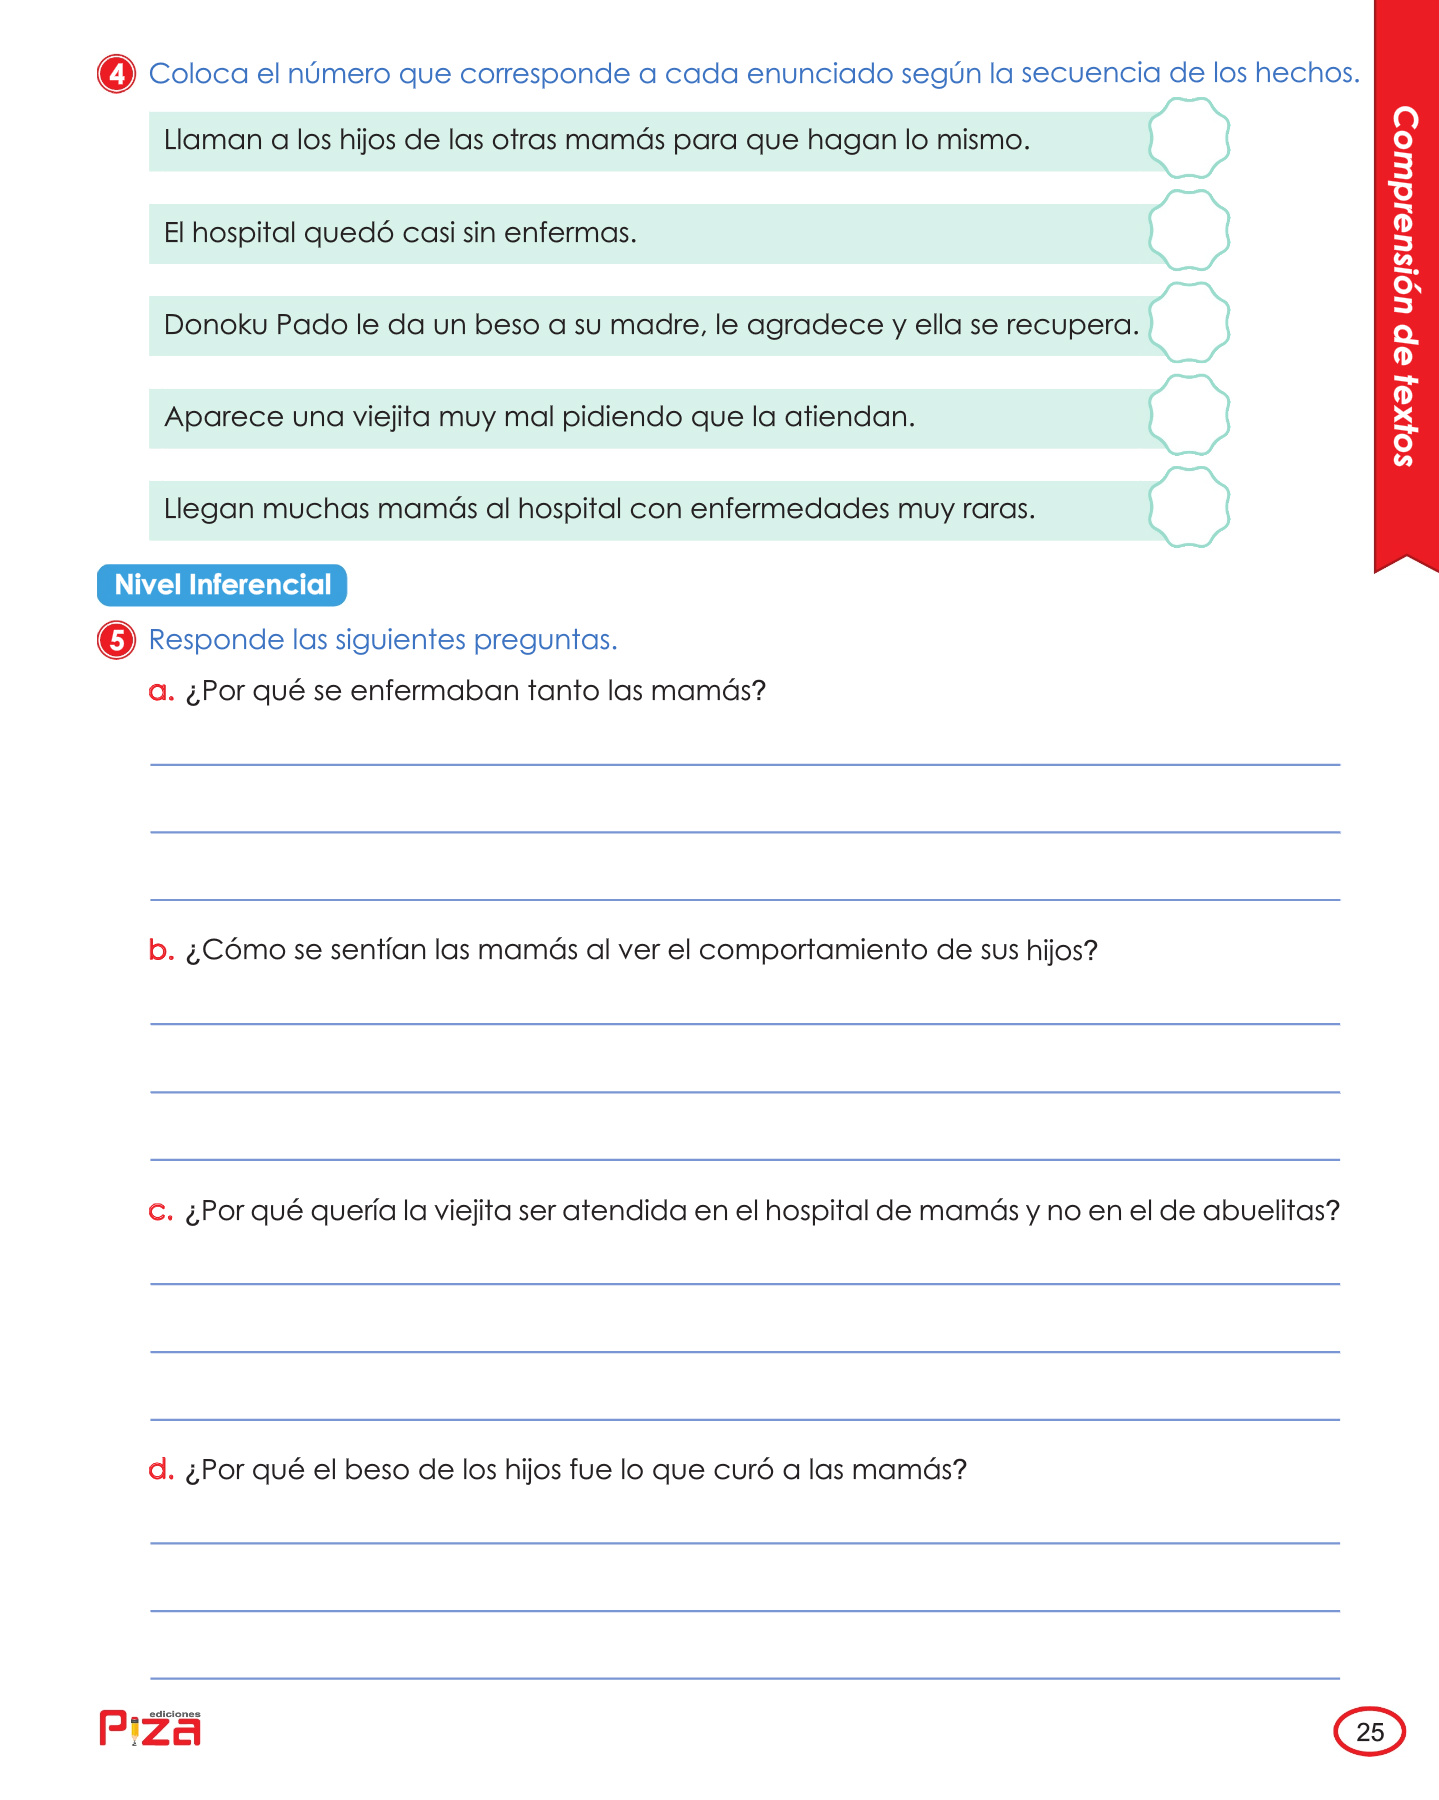 4 Coloca el número que corresponde a cada enunciado según la secuencia de los hechos.
Llaman a los hijos de las otras mamás para que hagan lo mismo.
El hospital quedó casi sin enfermas.
Donoku Pado le da un beso a su madre, le agradece y ella se recupera.
Aparece una viejita muy mal pidiendo que la atiendan.
Llegan muchas mamás al hospital con enfermedades muy raras.
Comprensión de textos
Nivel Inferencial
5 Responde las siguientes preguntas.
a. ¿Por qué se enfermaban tanto las mamás?
b. ¿Cómo se sentían las mamás al ver el comportamiento de sus hijos?
c. ¿Por qué quería la viejita ser atendida en el hospital de mamás y no en el de abuelitas?
d. ¿Por qué el beso de los hijos fue lo que curó a las mamás?
ediciones
Piza
25